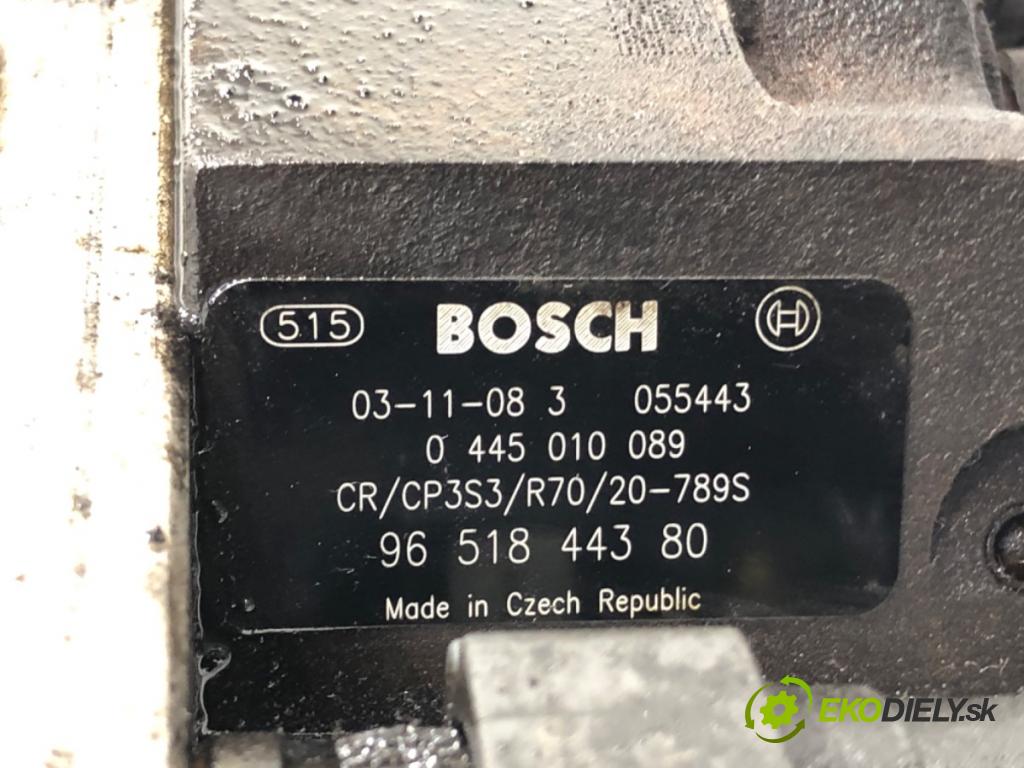 515 BOSCH
03-11-08 3 055443
0 445 010 089
CR/CP3S3/R70/20-789S
96 518 443 80
Made in Czech Republic
EKODIELY.sk